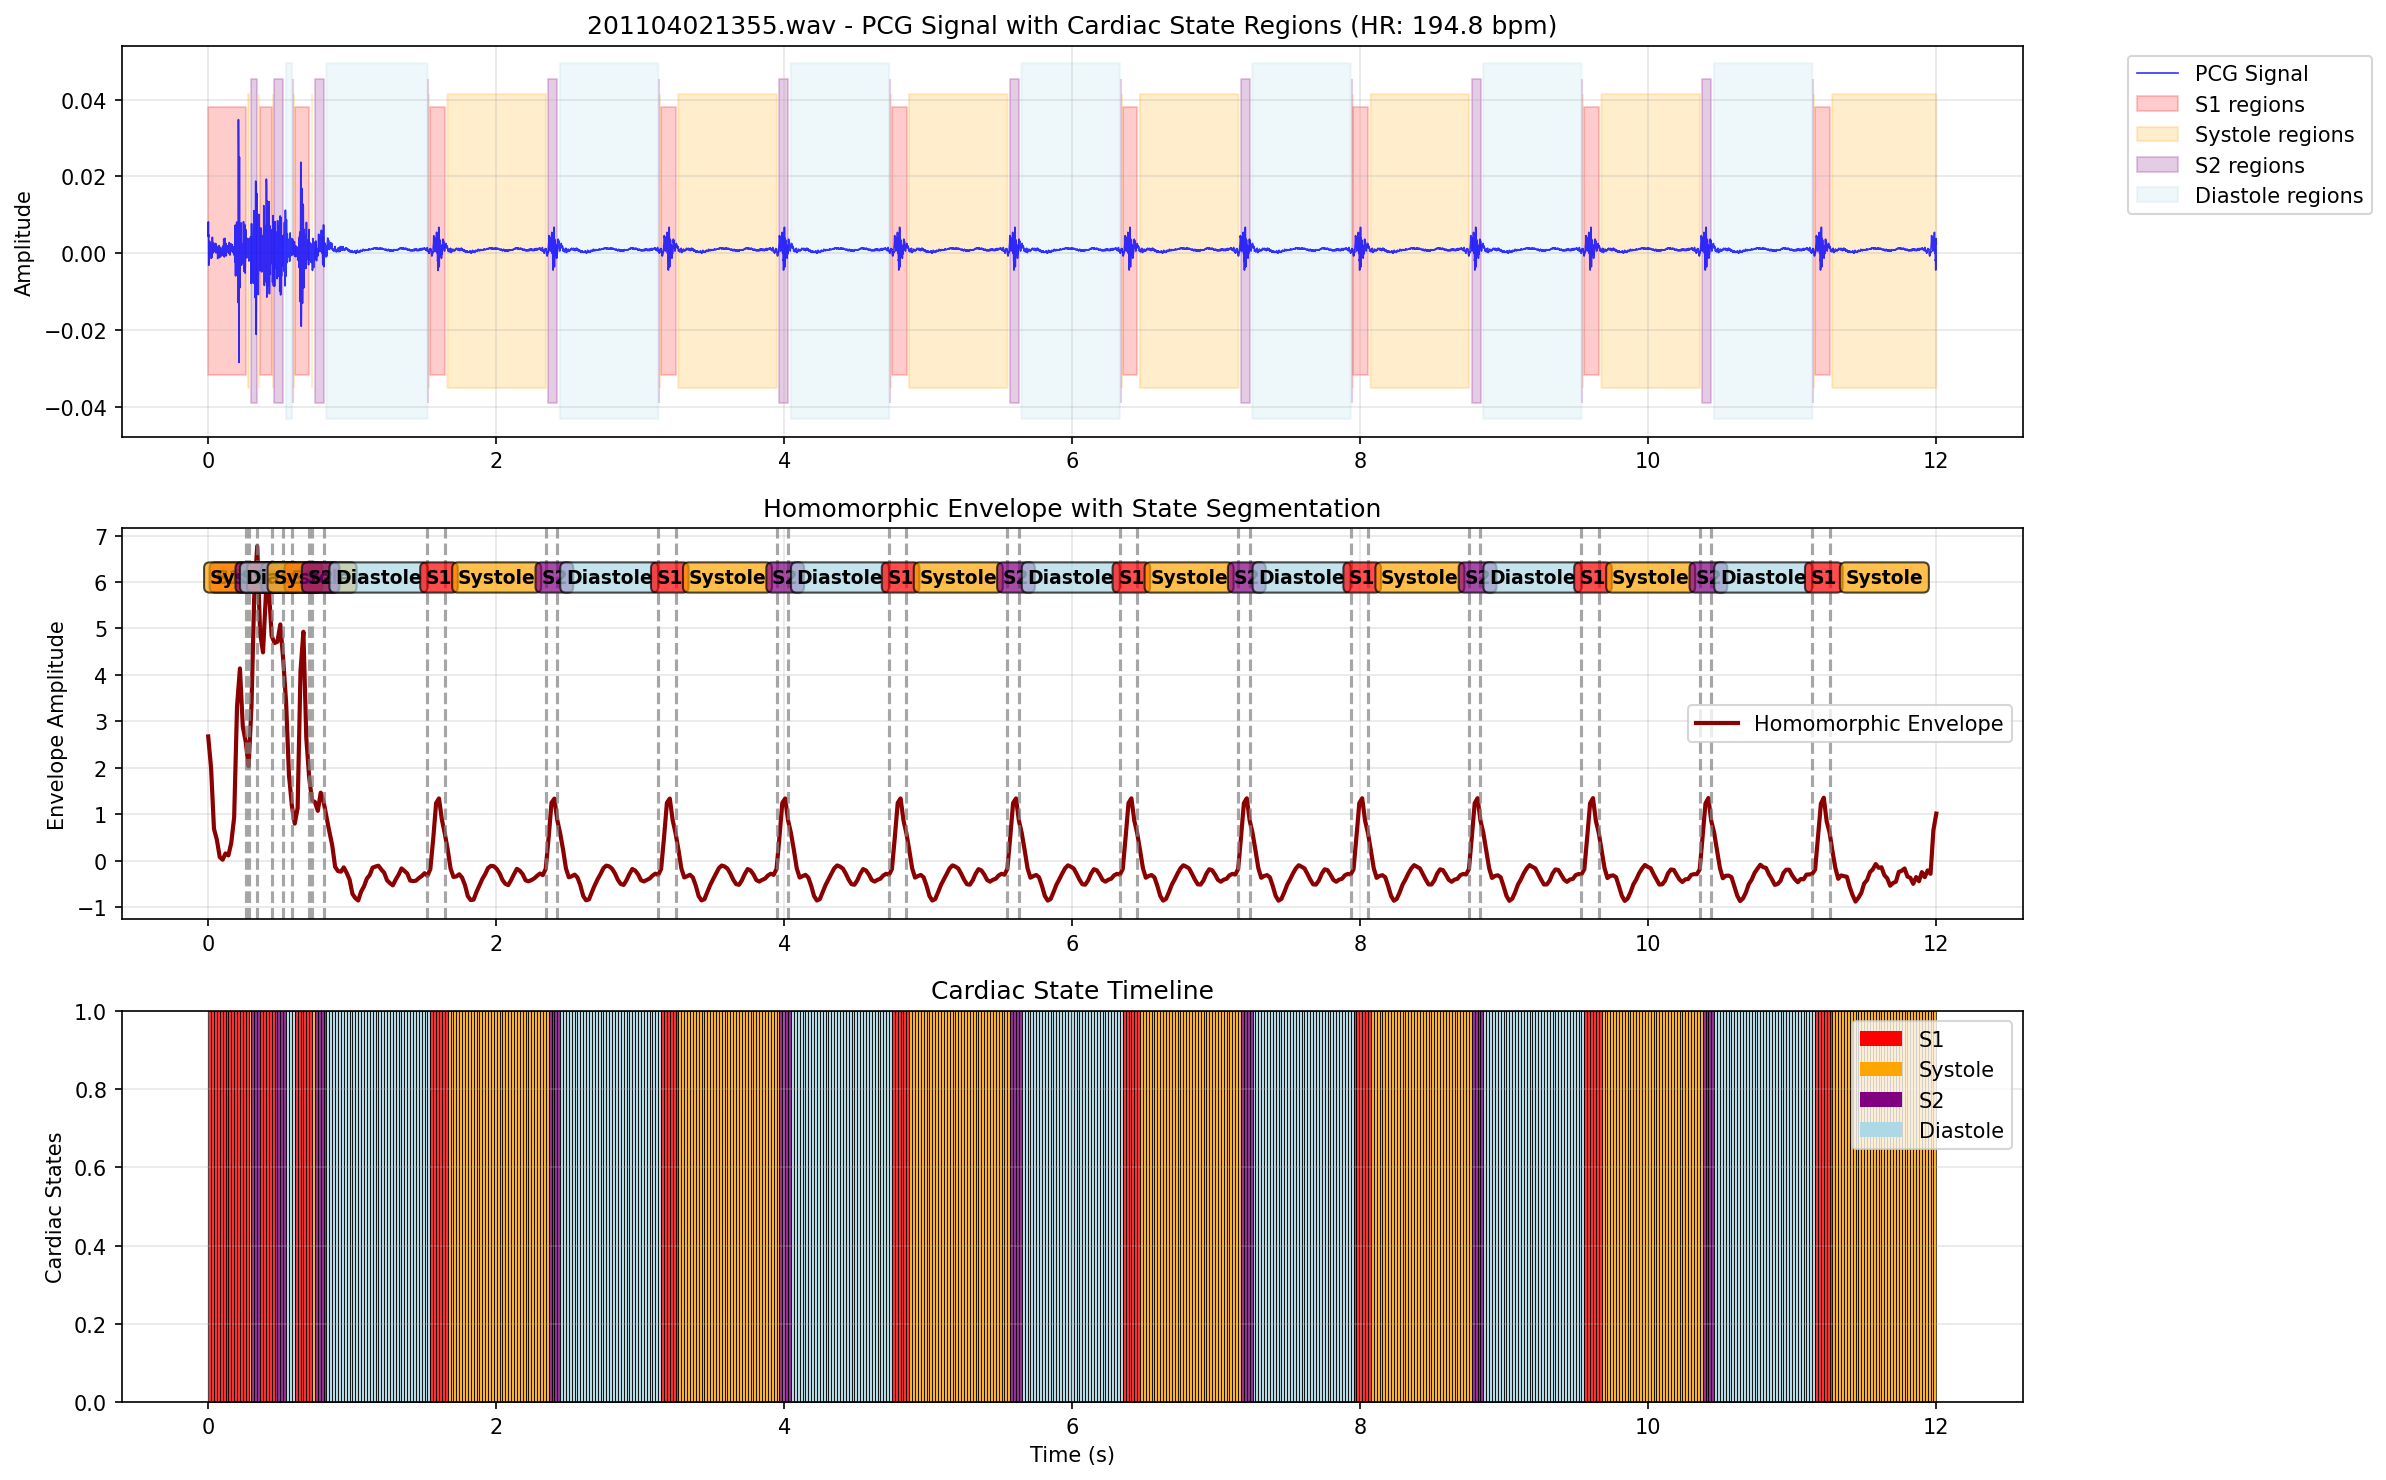 201104021355.wav - PCG Signal with Cardiac State Regions (HR: 194.8 bpm)
Amplitude
0.04
0.02
0.00
−0.02
−0.04
0 2 4 6 8 10 12
PCG Signal
S1 regions
Systole regions
S2 regions
Diastole regions
Homomorphic Envelope with State Segmentation
Envelope Amplitude
7
6
5
4
3
2
1
0
−1
Diastole S1 Systole S2 Diastole S1 Systole S2 Diastole S1 Systole S2 Diastole S1 Systole S2 Diastole S1 Systole S2 Diastole S1 Systole S2 Diastole S1 Systole
Homomorphic Envelope
0 2 4 6 8 10 12
Cardiac State Timeline
Cardiac States
1.0
0.8
0.6
0.4
0.2
0.0
S1
Systole
S2
Diastole
0 2 4 6 8 10 12
Time (s)